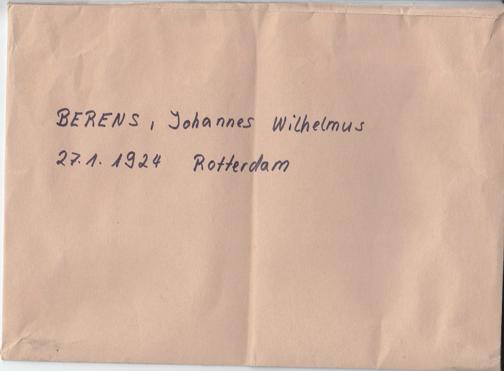 BERENS, Johannes Wilhelmus
27.1.1924 Rotterdam